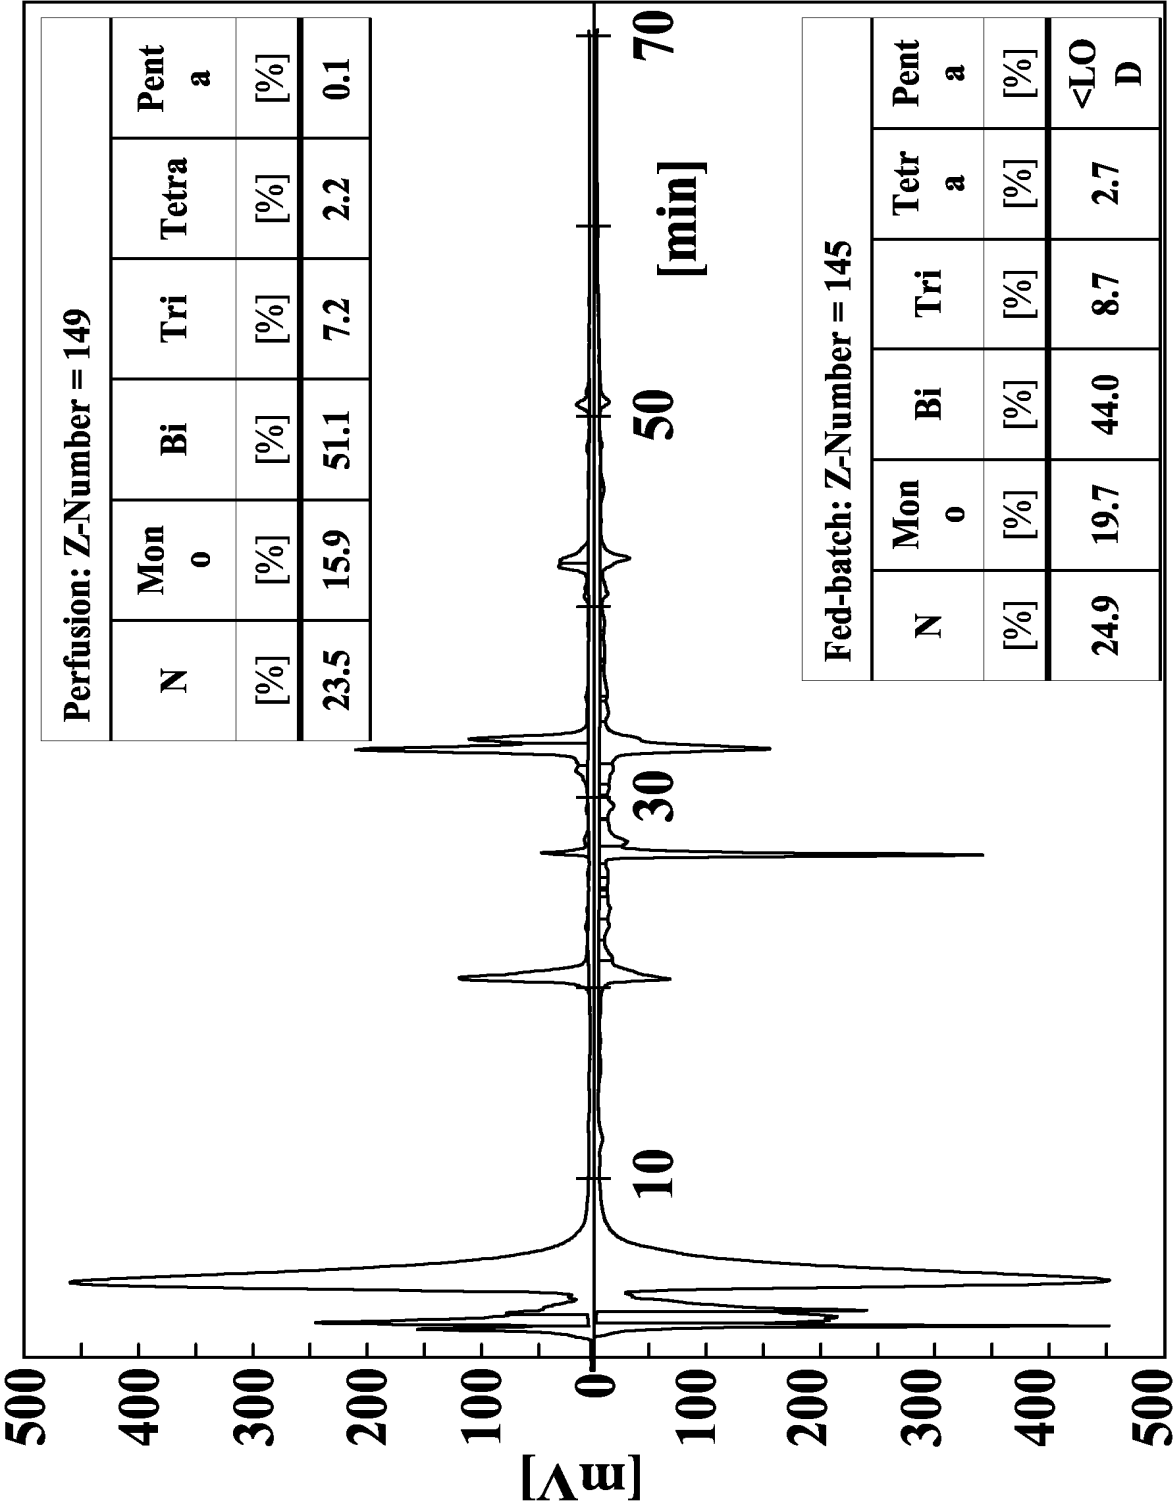 Perfusion: Z-Number = 149
N Mon Bi Tri Tetra Pent
o a
[%] [%] [%] [%] [%] [%]
23.5 15.9 51.1 7.2 2.2 0.1
500
400
300
200
100
0
100
200
300
400
500
[mV]
10 30 50 70
[min]
Fed-batch: Z-Number = 145
N Mon Bi Tri Tetr Pent
o a a
[%] [%] [%] [%] [%] [%]
24.9 19.7 44.0 8.7 2.7 <LO
D